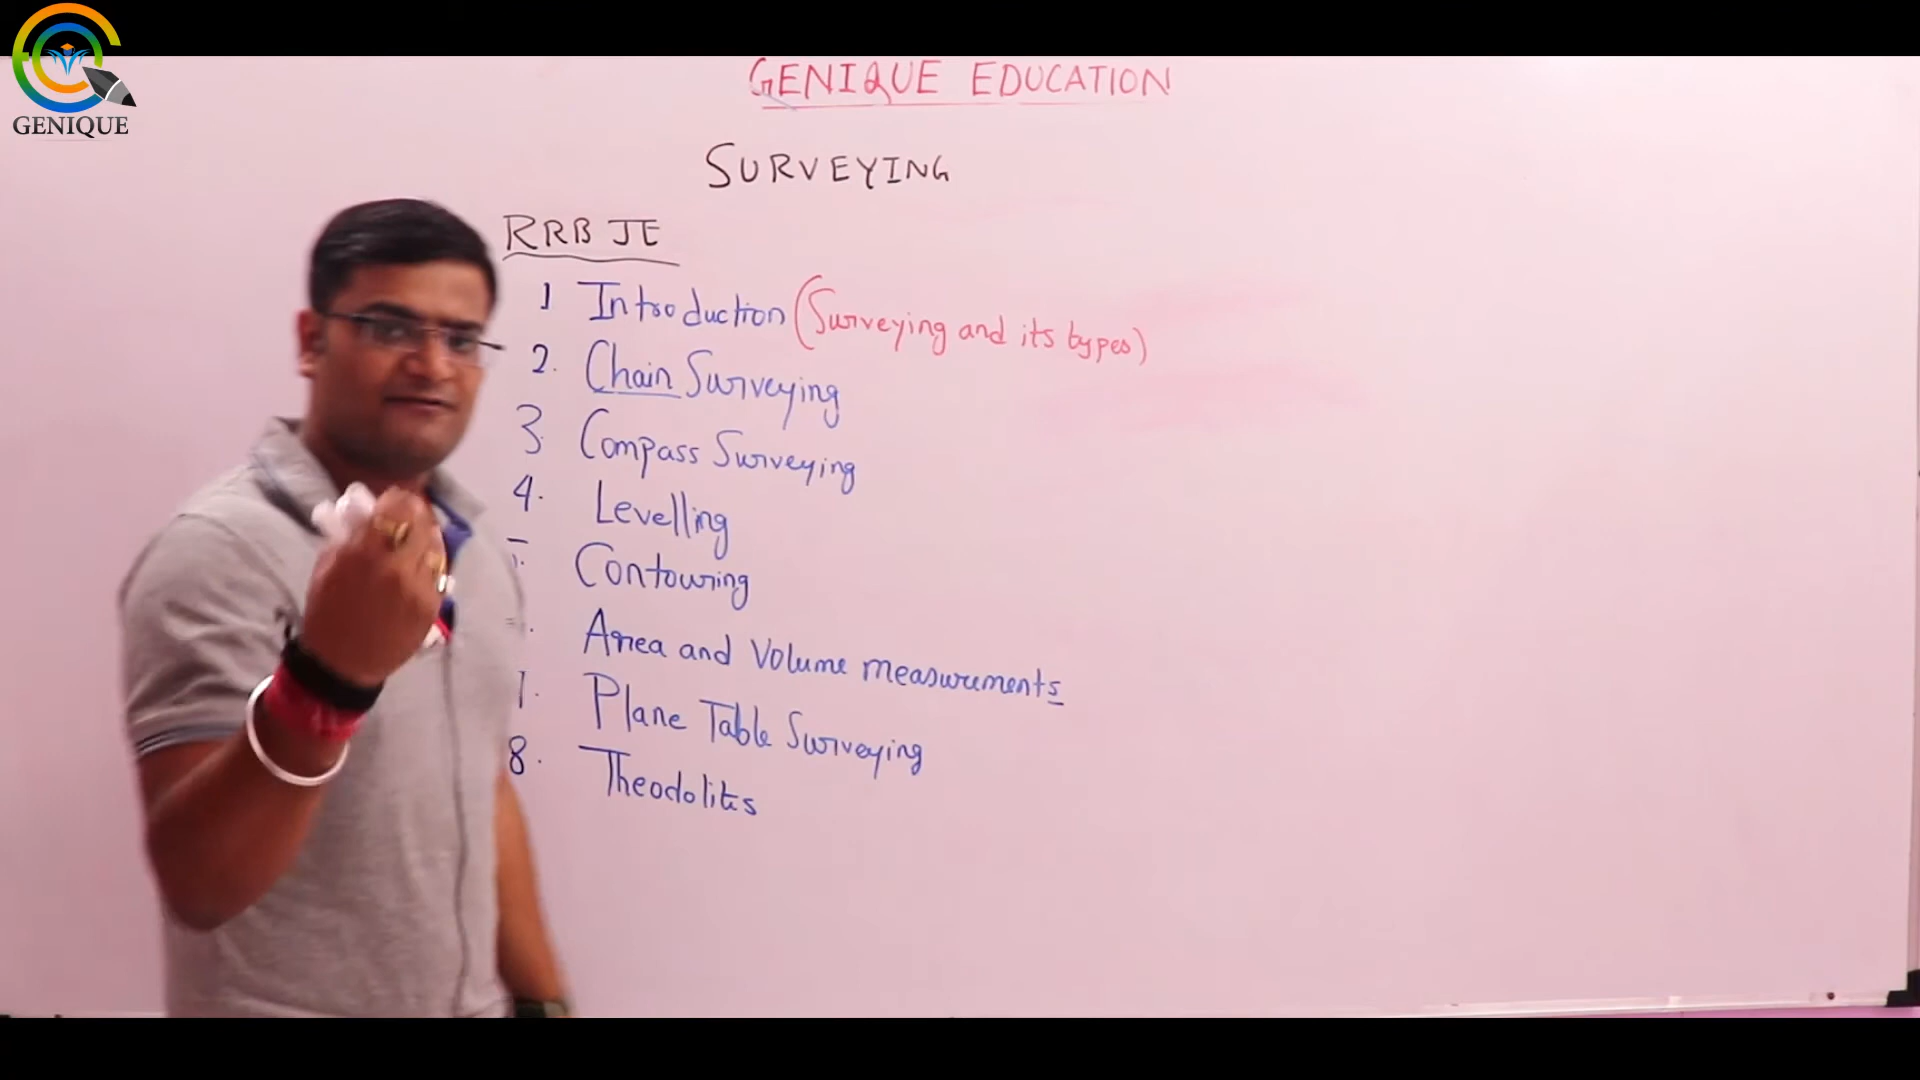 GENIQUE
GENIQUE EDUCATION
SURVEYING
RRB JE
1 Introduction (Surveying and its types)
2. Chain Surveying
3. Compass Surveying
4. Levelling
Contouring
Area and Volume measurements
7. Plane Table Surveying
8. Theodolites